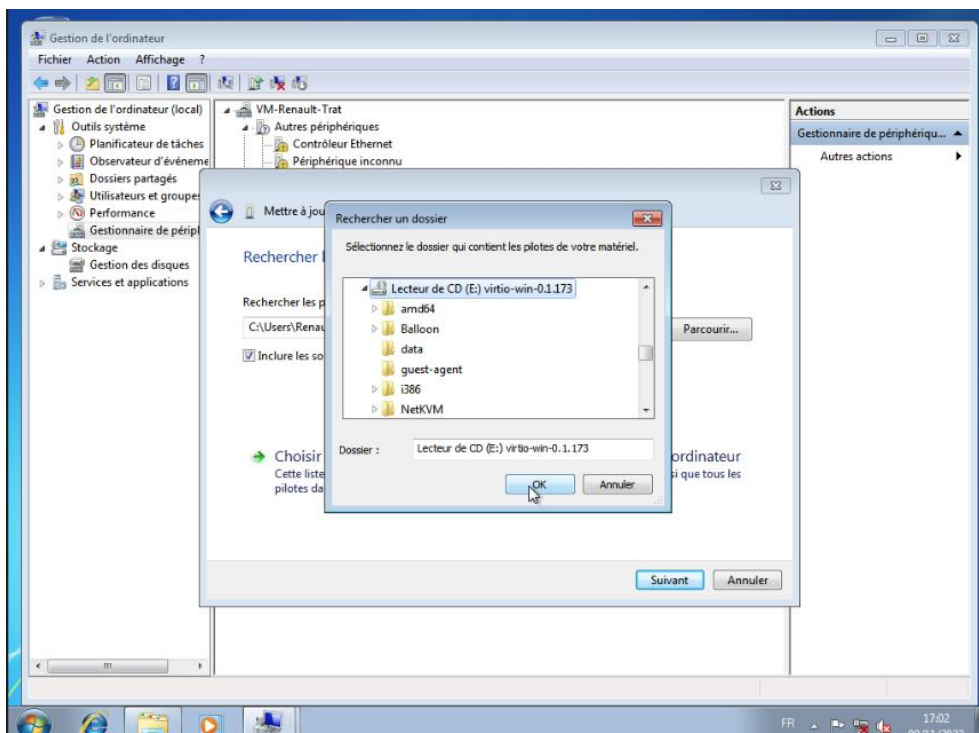 Gestion de l'ordinateur
Fichier Action Affichage ?
Gestion de l'ordinateur (local)
Outils système
Planificateur de tâches
Observateur d'événeme
Dossiers partagés
Utilisateurs et groupes
Performance
Gestionnaire de périph
Stockage
Gestion des disques
Services et applications
VM-Renault-Trat
Autres périphériques
Contrôleur Ethernet
Périphérique inconnu
Actions
Gestionnaire de périphériqu...
Autres actions
Mettre à jou
Rechercher
Rechercher les p
C:\Users\Renau
Parcourir...
Inclure les so
Choisir
ordinateur
Cette liste
si que tous les
pilotes da
Suivant Annuler
Rechercher un dossier
Sélectionnez le dossier qui contient les pilotes de votre matériel.
Lecteur de CD (E:) virtio-win-0.1.173
amd64
Balloon
data
guest-agent
i386
NetKVM
Dossier : Lecteur de CD (E:) virtio-win-0.1.173
OK Annuler
FR 17:02